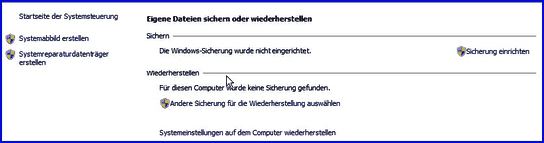 Startseite der Systemsteuerung
Systemabbild erstellen
Systemreparaturdatenträger
erstellen
Eigene Dateien sichern oder wiederherstellen
Sichern
Die Windows-Sicherung wurde nicht eingerichtet.
Sicherung einrichten
Wiederherstellen
Für diesen Computer wurde keine Sicherung gefunden.
Andere Sicherung für die Wiederherstellung auswählen
Systemeinstellungen auf dem Computer wiederherstellen